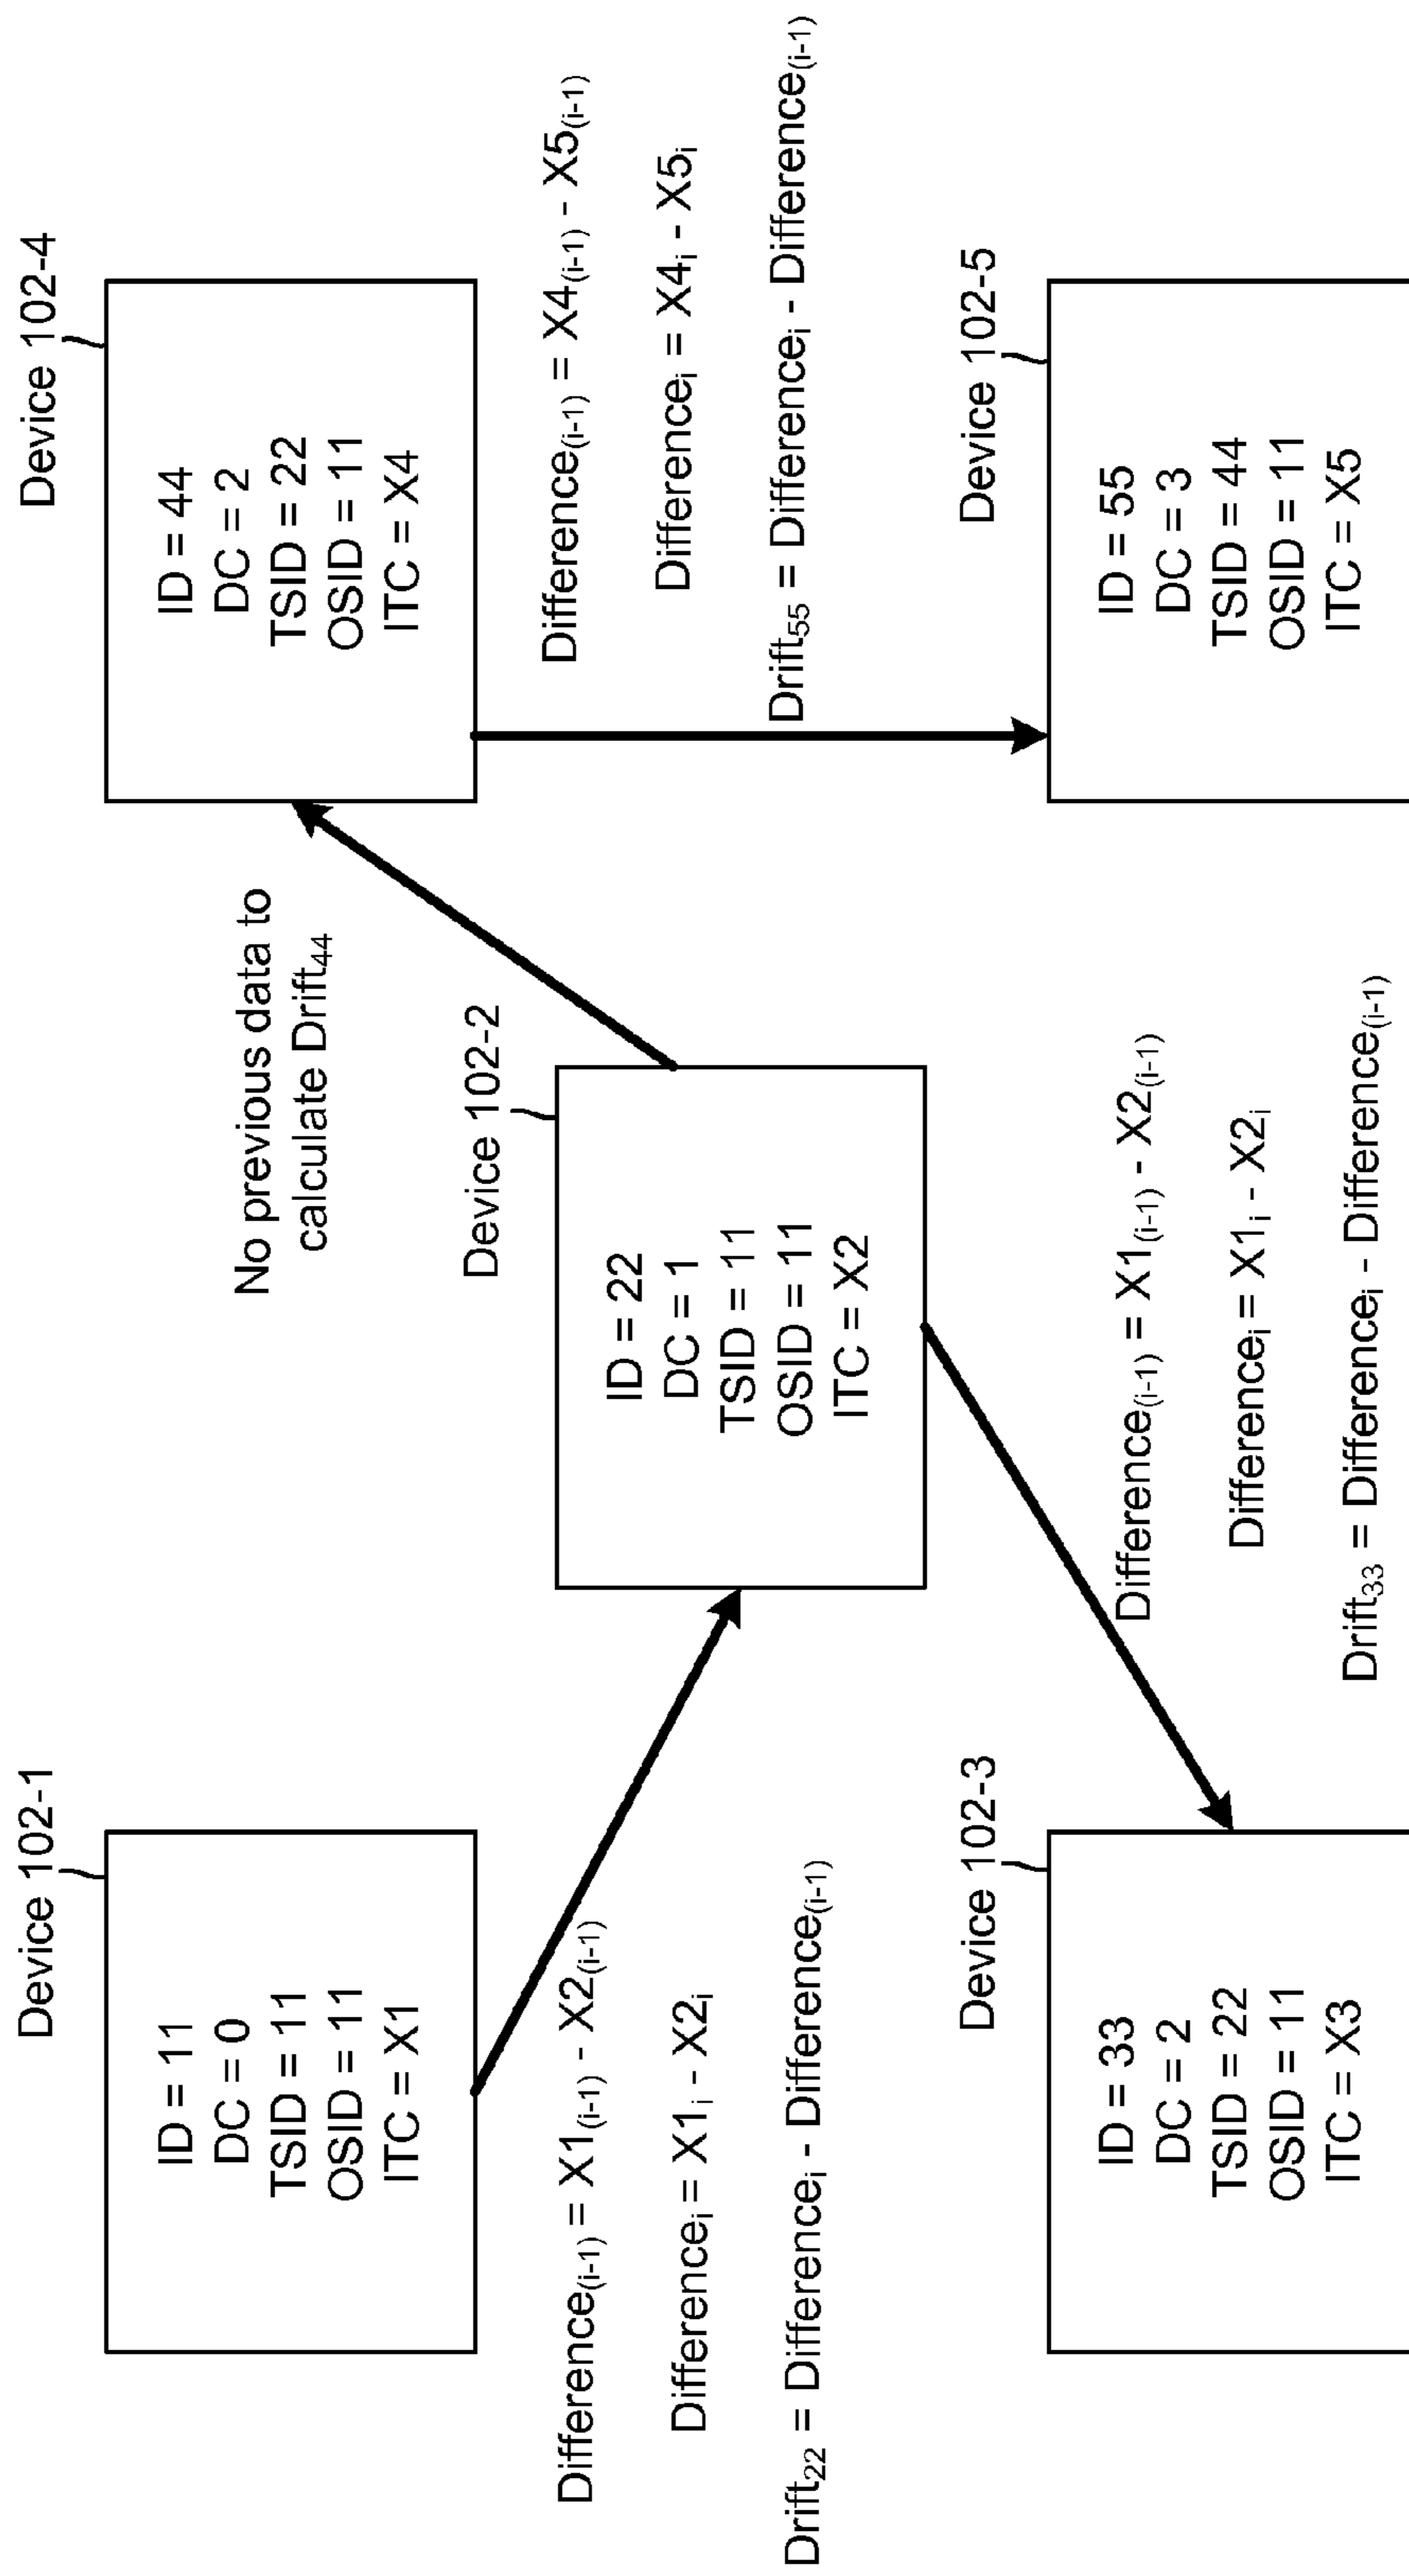 Device 102-1
ID = 11
DC = 0
TSID = 11
OSID = 11
ITC = X1
Difference(i-1) = X1(i-1) - X2(i-1)
Differencei = X1i - X2i
Drift22 = Differencei - Difference(i-1)
Device 102-3
ID = 33
DC = 2
TSID = 22
OSID = 11
ITC = X3
Device 102-2
ID = 22
DC = 1
TSID = 11
OSID = 11
ITC = X2
Difference(i-1) = X1(i-1) - X2(i-1)
Differencei = X1i - X2i
Drift33 = Differencei - Difference(i-1)
No previous data to
calculate Drift44
Device 102-4
ID = 44
DC = 2
TSID = 22
OSID = 11
ITC = X4
Difference(i-1) = X4(i-1) - X5(i-1)
Differencei = X4i - X5i
Drift55 = Differencei - Difference(i-1)
Device 102-5
ID = 55
DC = 3
TSID = 44
OSID = 11
ITC = X5